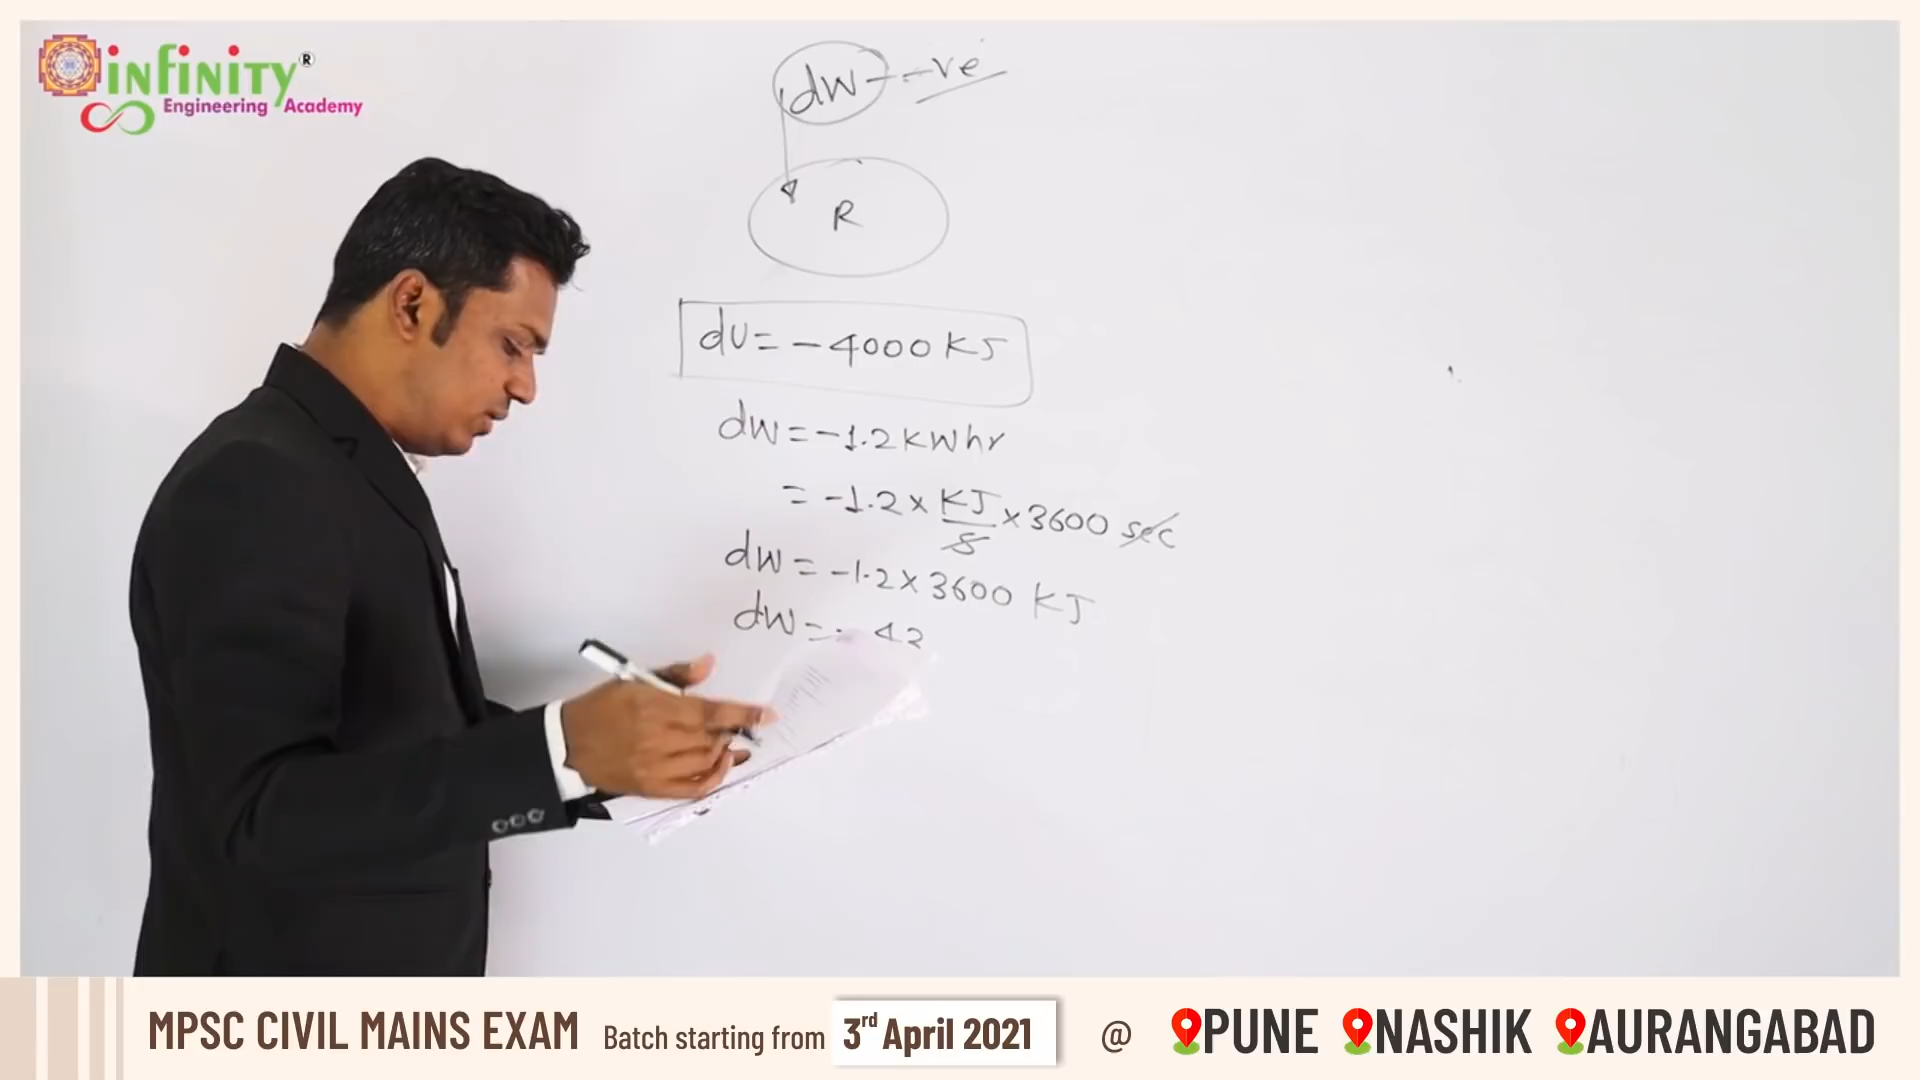 infinity®
Engineering Academy
dw - -ve
R
dU = - 4000 KJ
dw = -1.2 KWhr
= -1.2 × KJ/s × 3600 sec
dw = -1.2 × 3600 KJ
dw = - 43
MPSC CIVIL MAINS EXAM Batch starting from 3rd April 2021 @ PUNE NASHIK AURANGABAD